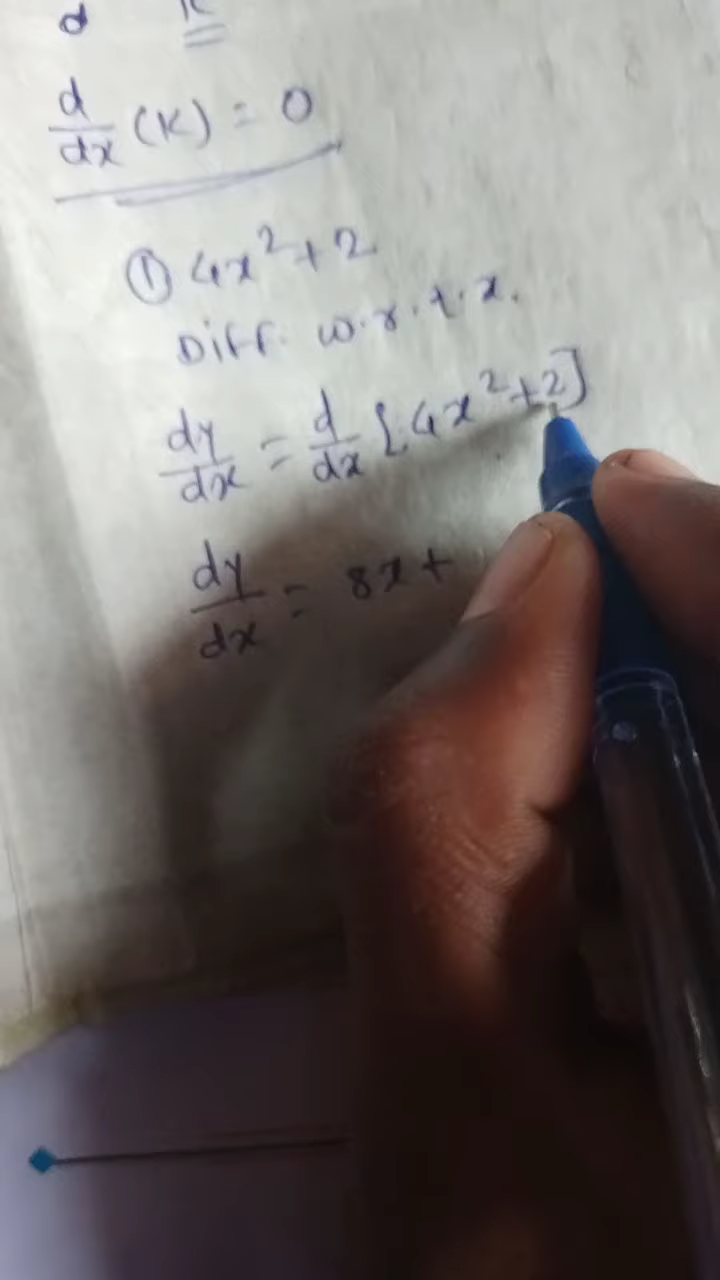 d K
d/dx (K) = 0
① 4x² + 2
Diff. w.r.t.x.
dy/dx = d/dx [4x² + 2]
dy/dx = 8x +